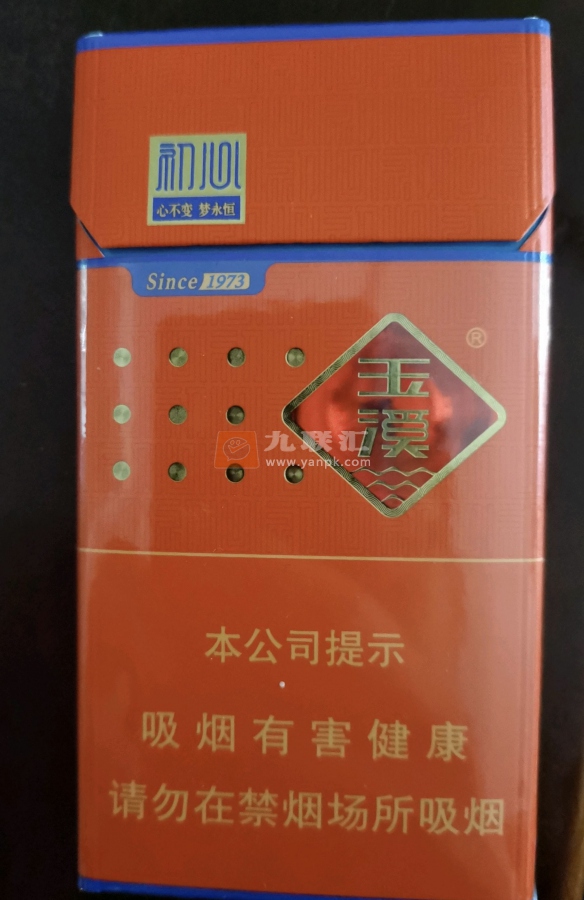 初心
心不变 梦永恒
Since 1973
®
玉
溪
九联汇
www.yanpk.com
本公司提示
吸烟有害健康
请勿在禁烟场所吸烟